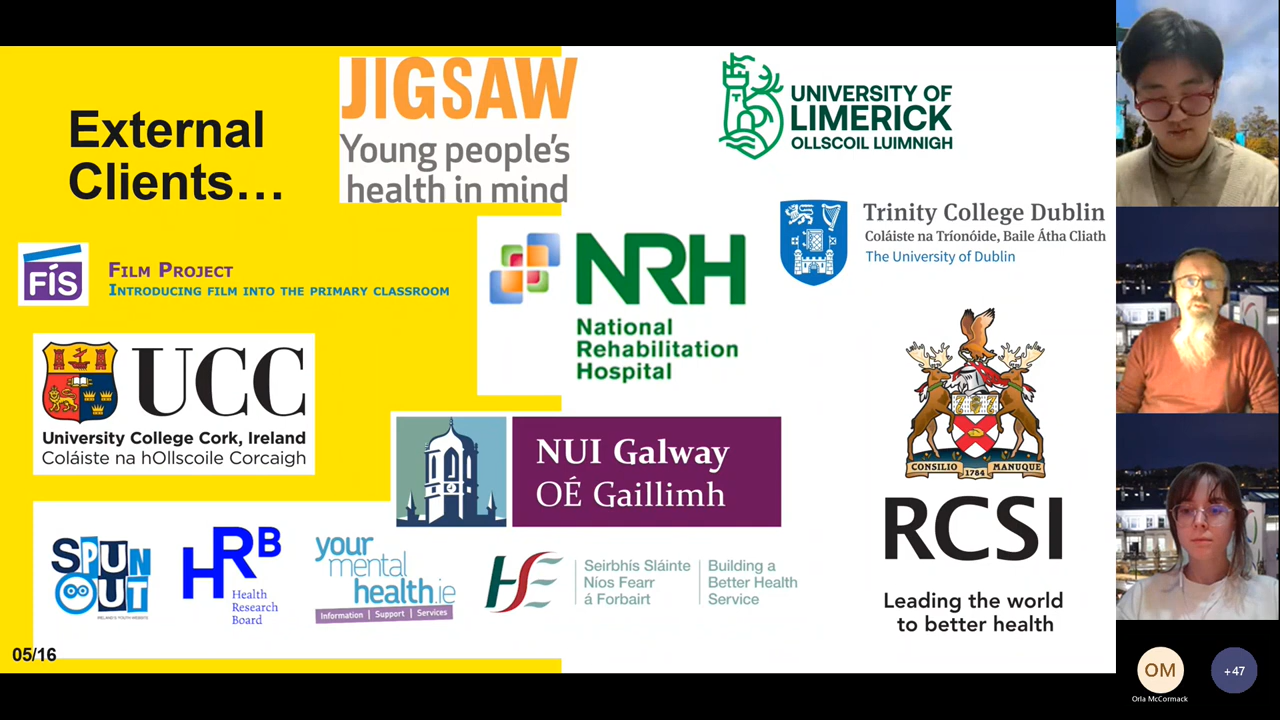 External
Clients…
JIGSAW
Young people's
health in mind
UNIVERSITY OF
LIMERICK
OLLSCOIL LUIMNIGH
FÍS
FILM PROJECT
INTRODUCING FILM INTO THE PRIMARY CLASSROOM
NRH
National
Rehabilitation
Hospital
Trinity College Dublin
Coláiste na Tríonóide, Baile Átha Cliath
The University of Dublin
UCC
University College Cork, Ireland
Coláiste na hOllscoile Corcaigh
NUI Galway
OÉ Gaillimh
CONSILIO 1784 MANUQUE
RCSI
Leading the world
to better health
SPUN
OUT
IRELAND'S YOUTH WEBSITE
HRB
Health
Research
Board
your
mental
health.ie
Information | Support | Services
HSE
Seirbhís Sláinte
Níos Fearr
á Forbairt
Building a
Better Health
Service
05/16
OM
Orla McCormack
+47